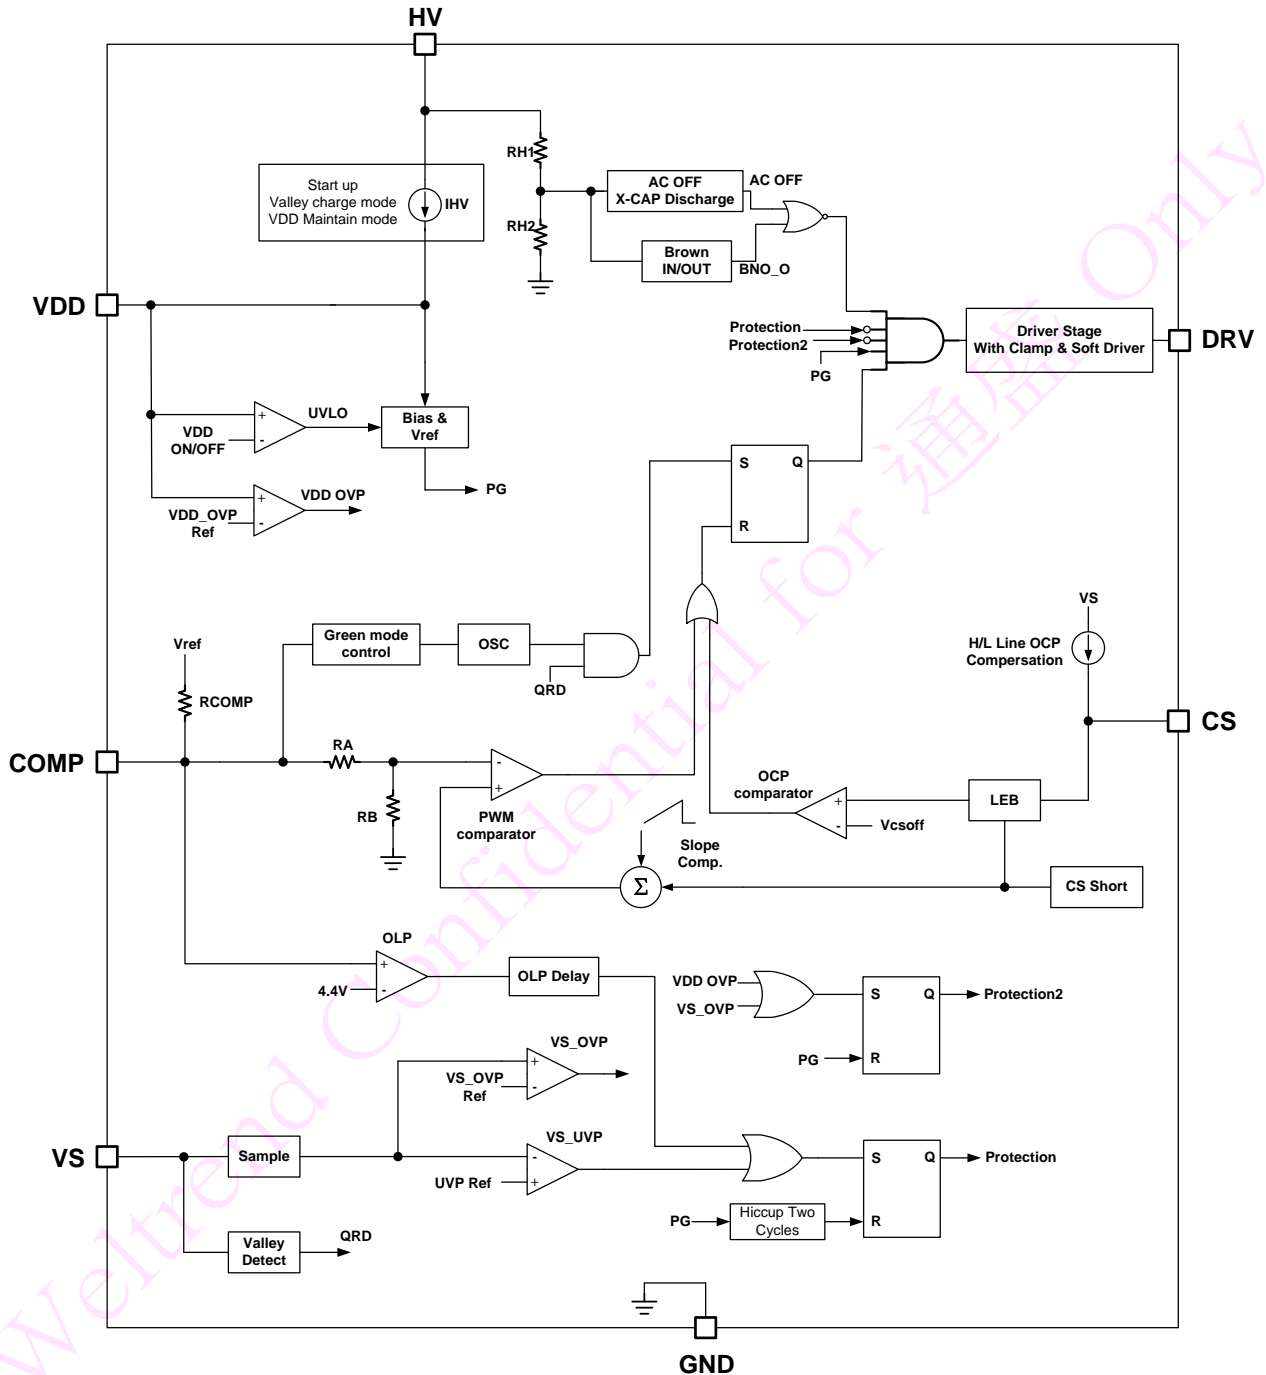 HV
Start up
Valley charge mode
VDD Maintain mode
IHV
RH1
RH2
AC OFF
X-CAP Discharge
AC OFF
Brown
IN/OUT
BNO_O
VDD
Protection
Protection2
PG
Driver Stage
With Clamp & Soft Driver
DRV
+
-
VDD
ON/OFF
UVLO
Bias &
Vref
PG
+
-
VDD_OVP
Ref
VDD OVP
S
Q
R
Vref
RCOMP
Green mode
control
OSC
QRD
VS
H/L Line OCP
Compersation
CS
COMP
RA
RB
-
+
PWM
comparator
OCP
comparator
+
-
Vcsoff
LEB
Slope
Comp.
Σ
CS Short
OLP
+
-
4.4V
OLP Delay
VDD OVP
VS_OVP
S
Q
Protection2
PG
R
VS_OVP
+
-
VS_OVP
Ref
VS
Sample
VS_UVP
-
+
UVP Ref
S
Q
Protection
PG
Hiccup Two
Cycles
R
Valley
Detect
QRD
GND
Weltrend Confidential for 通盛 Only